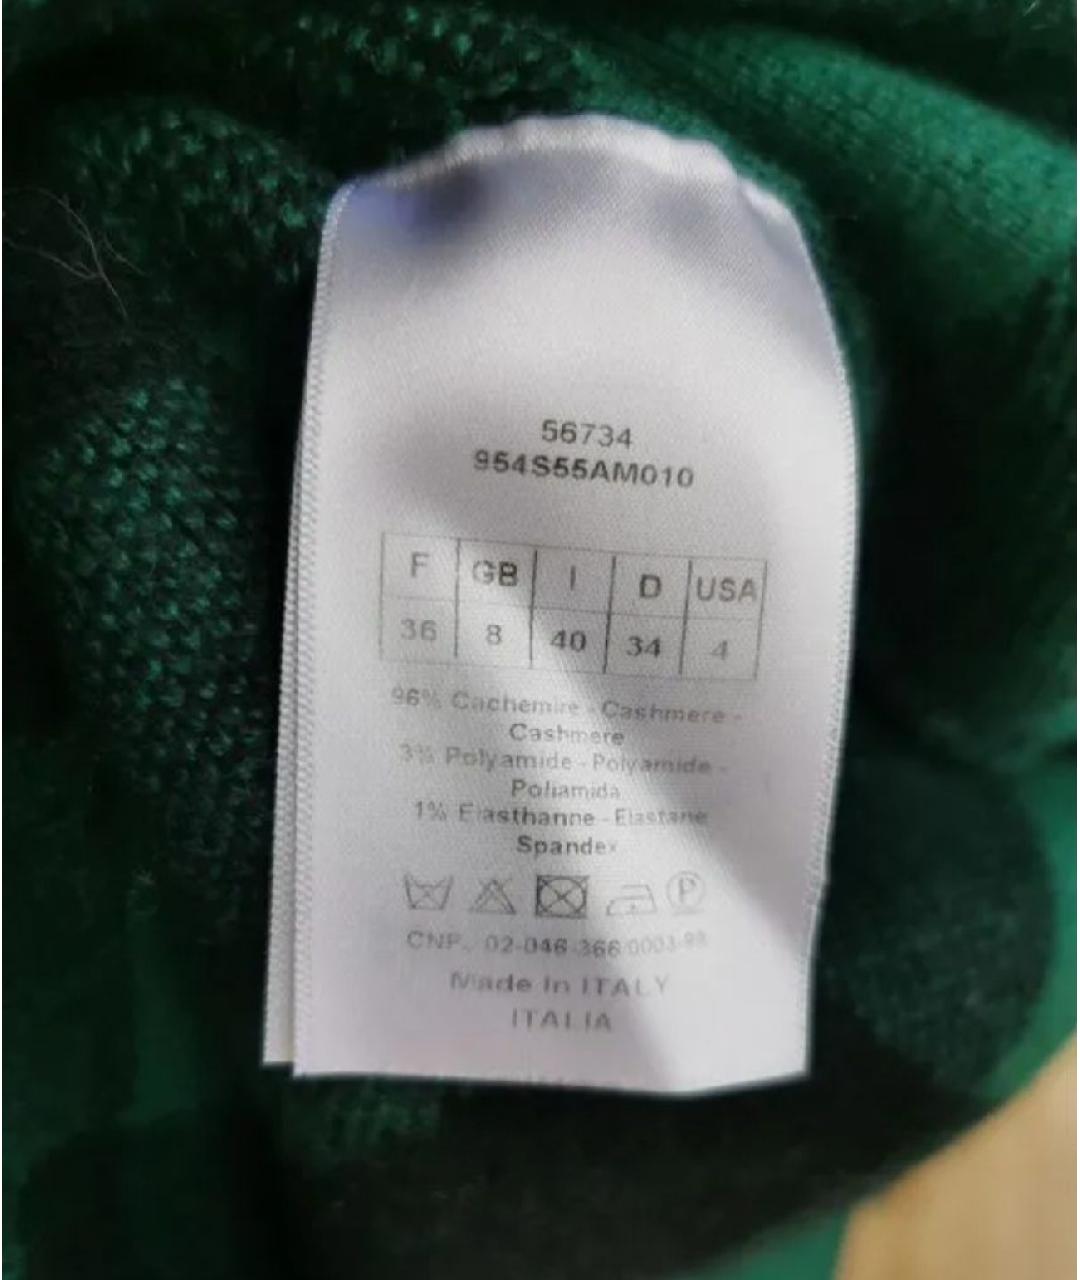 56734
954S55AM010
F GB I D USA
36 8 40 34 4
96% Cachemire - Cashmere -
Cashmere
3% Polyamide - Polyamide -
Poliamida
1% Elasthanne - Elastane
Spandex
P
CNPJ 02-046-366/0003-98
Made in ITALY
ITALIA